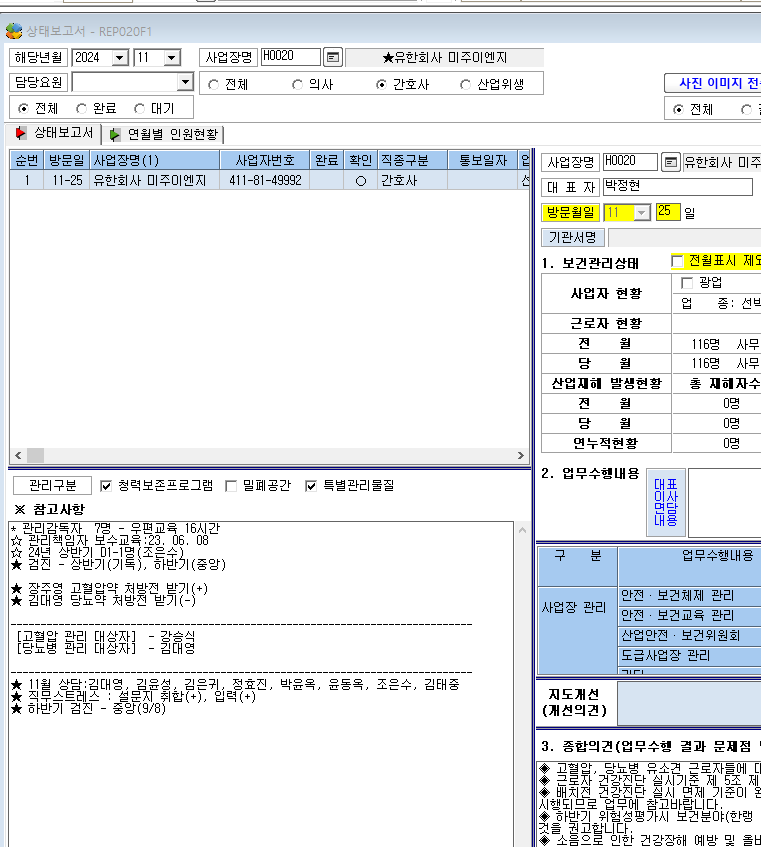 상태보고서 - REP020F1
해당년월 2024 11 사업장명 H0020 ★유한회사 미주이엔지
담당요원 전체 의사 간호사 산업위생
사진 이미지 전
전체 완료 대기
전체
상태보고서 연월별 인원현황
순번 방문일 사업장명(1) 사업자번호 완료 확인 직종구분 통보일자 업
1 11-25 유한회사 미주이엔지 411-81-49992 ○ 간호사
사업장명 H0020 유한회사 미주
대 표 자 박정현
방문월일 11 25 일
기관서명
1. 보건관리상태 전월표시 제외
사업자 현황 광업
업 종: 선박
근로자 현황
전 월 116명 사무
당 월 116명 사무
산업재해 발생현황 총 재해자수
전 월 0명
당 월 0명
연누적현황 0명
관리구분 청력보존프로그램 밀폐공간 특별관리물질
※ 참고사항
* 관리감독자 7명 - 우편교육 16시간
☆ 관리책임자 보수교육:23. 06. 08
☆ 24년 상반기 D1-1명(조은수)
★ 검진 - 상반기(기독), 하반기(중앙)
★ 장주영 고혈압약 처방전 받기(+)
★ 김대영 당뇨약 처방전 받기(-)
[고혈압 관리 대상자] - 강승식
[당뇨병 관리 대상자] - 김대영
★ 11월 상담:김대영, 김윤성, 김은귀, 정효진, 박윤옥, 윤동옥, 조은수, 김태중
★ 직무스트레스 : 설문지 취합(+), 입력(+)
★ 하반기 검진 - 중앙(9/8)
2. 업무수행내용
대표
이사
면담
내용
구 분 업무수행내용
사업장 관리
안전ㆍ보건체제 관리
안전ㆍ보건교육 관리
산업안전ㆍ보건위원회
도급사업장 관리
기타
지도개선
(개선의견)
3. 종합의견(업무수행 결과 문제점 및
◈ 고혈압, 당뇨병 유소견 근로자들에 대
◈ 근로자 건강진단 실시기준 제 5조 제
◈ 배치전 건강진단 실시 면제 기준이 완
시행되므로 업무에 참고바랍니다.
◈ 하반기 위험성평가시 보건분야(한랭
것을 권고합니다.
◈ 소음으로 인한 건강장해 예방 및 올바